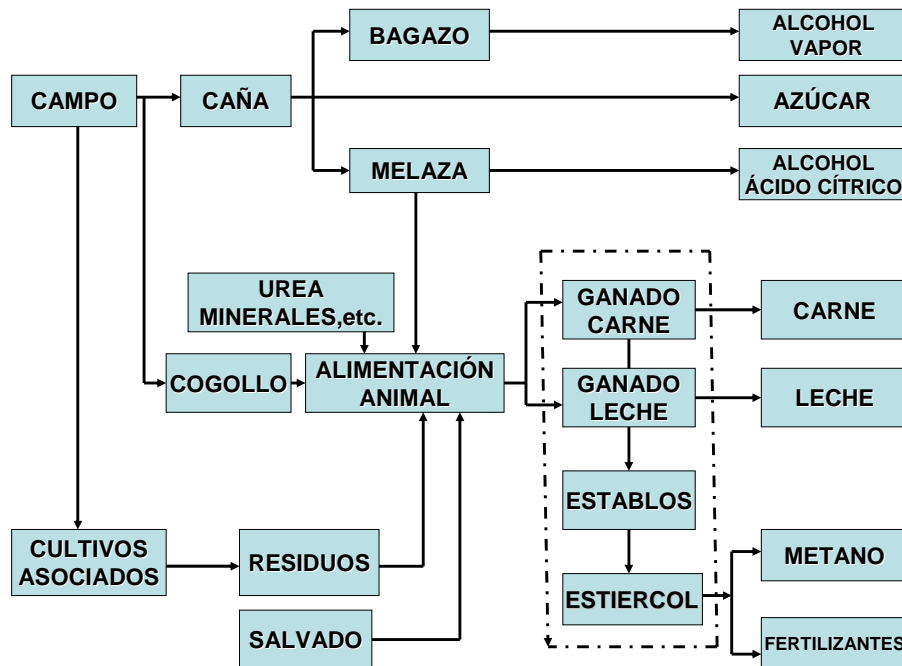 BAGAZO
ALCOHOL
VAPOR
CAMPO
CAÑA
AZÚCAR
MELAZA
ALCOHOL
ÁCIDO CÍTRICO
UREA
MINERALES,etc.
GANADO
CARNE
CARNE
COGOLLO
ALIMENTACIÓN
ANIMAL
GANADO
LECHE
LECHE
ESTABLOS
CULTIVOS
ASOCIADOS
RESIDUOS
METANO
ESTIERCOL
SALVADO
FERTILIZANTES